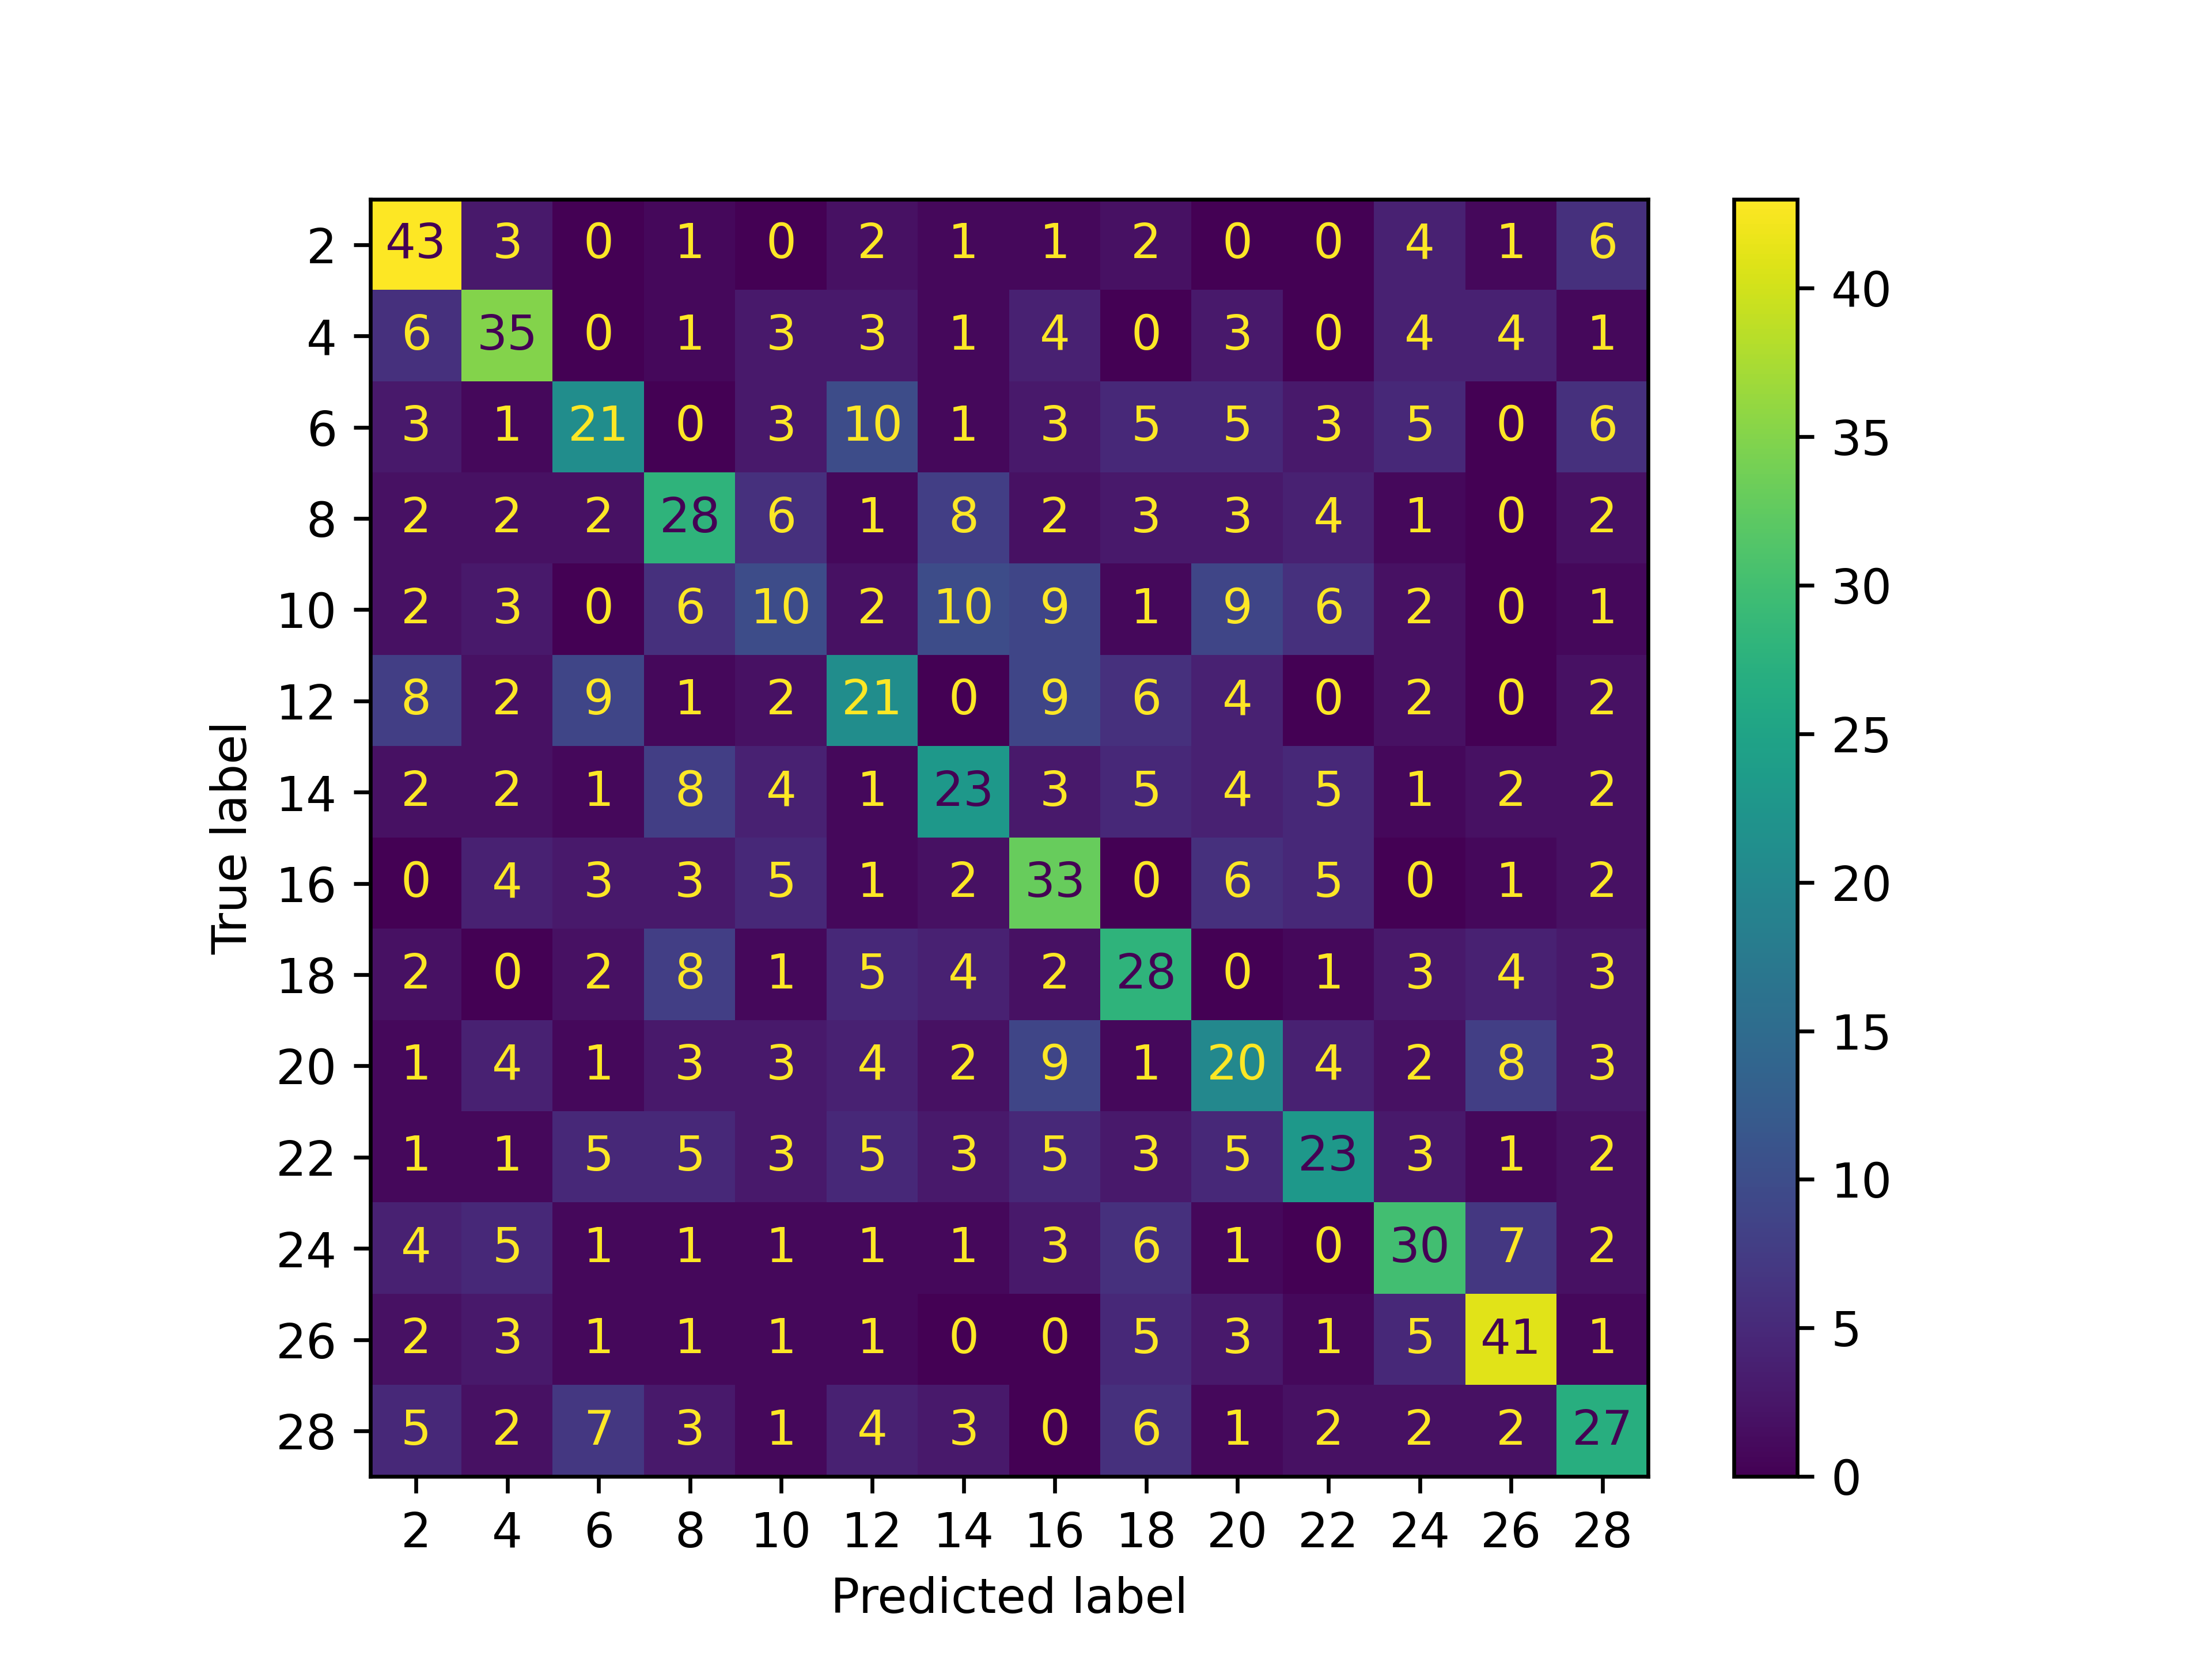 2 43 3 0 1 0 2 1 1 2 0 0 4 1 6
4 6 35 0 1 3 3 1 4 0 3 0 4 4 1
6 3 1 21 0 3 10 1 3 5 5 3 5 0 6
8 2 2 2 28 6 1 8 2 3 3 4 1 0 2
10 2 3 0 6 10 2 10 9 1 9 6 2 0 1
12 8 2 9 1 2 21 0 9 6 4 0 2 0 2
14 2 2 1 8 4 1 23 3 5 4 5 1 2 2
16 0 4 3 3 5 1 2 33 0 6 5 0 1 2
18 2 0 2 8 1 5 4 2 28 0 1 3 4 3
20 1 4 1 3 3 4 2 9 1 20 4 2 8 3
22 1 1 5 5 3 5 3 5 3 5 23 3 1 2
24 4 5 1 1 1 1 1 3 6 1 0 30 7 2
26 2 3 1 1 1 1 0 0 5 3 1 5 41 1
28 5 2 7 3 1 4 3 0 6 1 2 2 2 27
2 4 6 8 10 12 14 16 18 20 22 24 26 28
Predicted label
True label
40
35
30
25
20
15
10
5
0